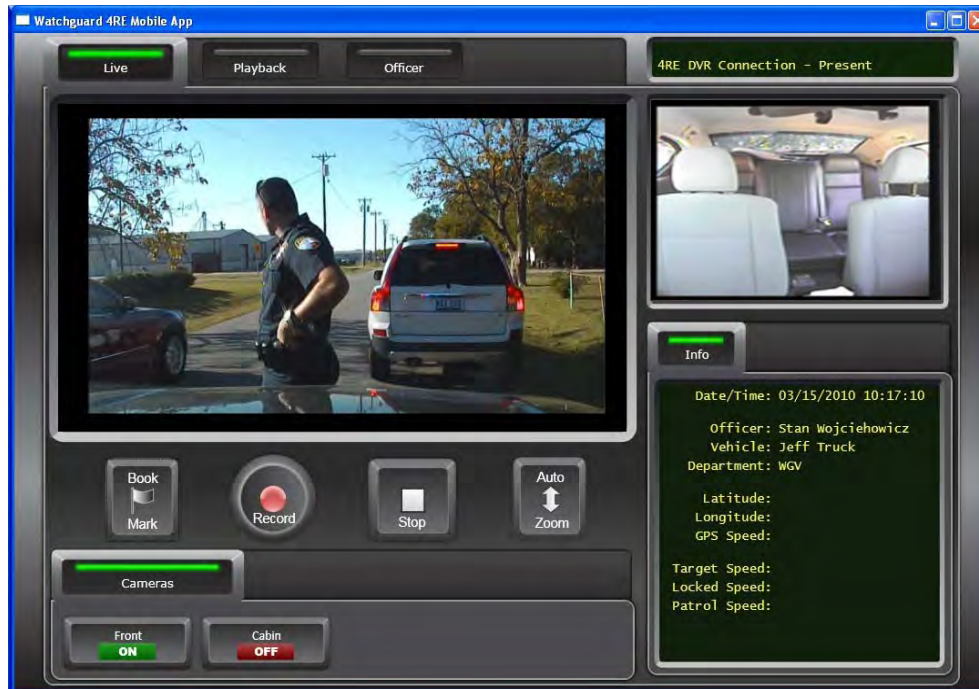 Watchguard 4RE Mobile App
Live
Playback
Officer
4RE DVR Connection - Present
Info
Date/Time: 03/15/2010 10:17:10
Officer: Stan Wojciehowicz
Vehicle: Jeff Truck
Department: WGV
Latitude:
Longitude:
GPS Speed:
Target Speed:
Locked Speed:
Patrol Speed:
Book
Mark
Record
Stop
Auto
Zoom
Cameras
Front
ON
Cabin
OFF